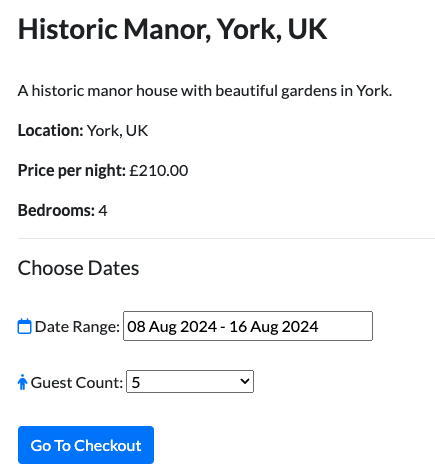 Historic Manor, York, UK
A historic manor house with beautiful gardens in York.
Location: York, UK
Price per night: £210.00
Bedrooms: 4
Choose Dates
Date Range: 08 Aug 2024 - 16 Aug 2024
Guest Count: 5
Go To Checkout